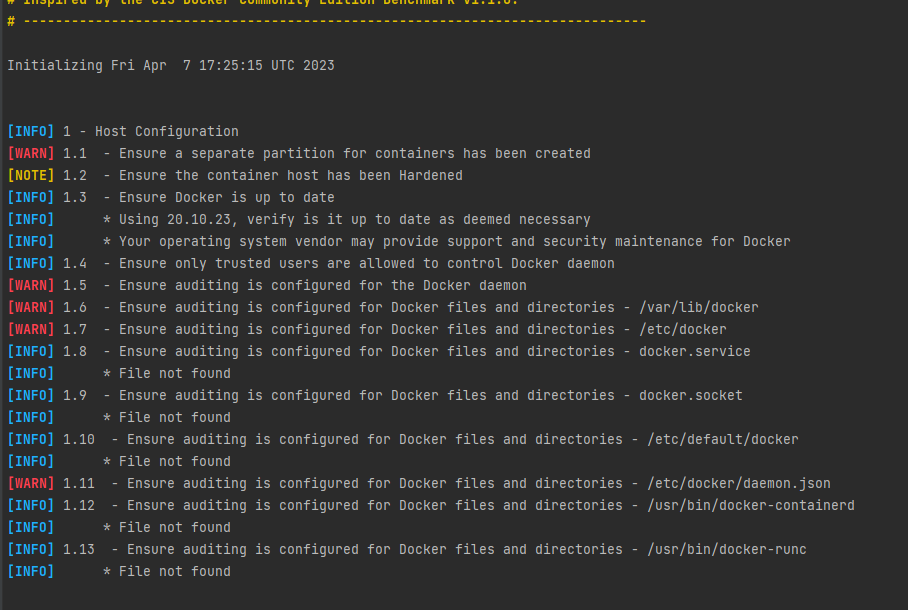 # Inspired by the CIS Docker Community Edition Benchmark v1.1.0.
# ------------------------------------------------------------------------------
Initializing Fri Apr  7 17:25:15 UTC 2023
[INFO] 1 - Host Configuration
[WARN] 1.1  - Ensure a separate partition for containers has been created
[NOTE] 1.2  - Ensure the container host has been Hardened
[INFO] 1.3  - Ensure Docker is up to date
[INFO]      * Using 20.10.23, verify is it up to date as deemed necessary
[INFO]      * Your operating system vendor may provide support and security maintenance for Docker
[INFO] 1.4  - Ensure only trusted users are allowed to control Docker daemon
[WARN] 1.5  - Ensure auditing is configured for the Docker daemon
[WARN] 1.6  - Ensure auditing is configured for Docker files and directories - /var/lib/docker
[WARN] 1.7  - Ensure auditing is configured for Docker files and directories - /etc/docker
[INFO] 1.8  - Ensure auditing is configured for Docker files and directories - docker.service
[INFO]      * File not found
[INFO] 1.9  - Ensure auditing is configured for Docker files and directories - docker.socket
[INFO]      * File not found
[INFO] 1.10  - Ensure auditing is configured for Docker files and directories - /etc/default/docker
[INFO]      * File not found
[WARN] 1.11  - Ensure auditing is configured for Docker files and directories - /etc/docker/daemon.json
[INFO] 1.12  - Ensure auditing is configured for Docker files and directories - /usr/bin/docker-containerd
[INFO]      * File not found
[INFO] 1.13  - Ensure auditing is configured for Docker files and directories - /usr/bin/docker-runc
[INFO]      * File not found